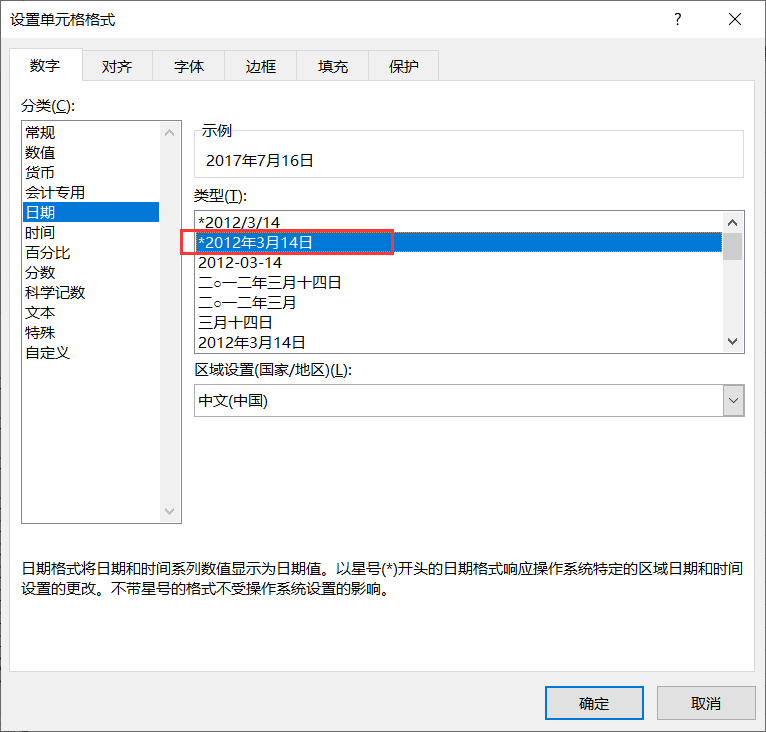 设置单元格格式
?
数字 对齐 字体 边框 填充 保护
分类(C):
常规
数值
货币
会计专用
日期
时间
百分比
分数
科学记数
文本
特殊
自定义
示例
2017年7月16日
类型(T):
*2012/3/14
*2012年3月14日
2012-03-14
二○一二年三月十四日
二○一二年三月
三月十四日
2012年3月14日
区域设置(国家/地区)(L):
中文(中国)
日期格式将日期和时间系列数值显示为日期值。以星号(*)开头的日期格式响应操作系统特定的区域日期和时间
设置的更改。不带星号的格式不受操作系统设置的影响。
确定 取消